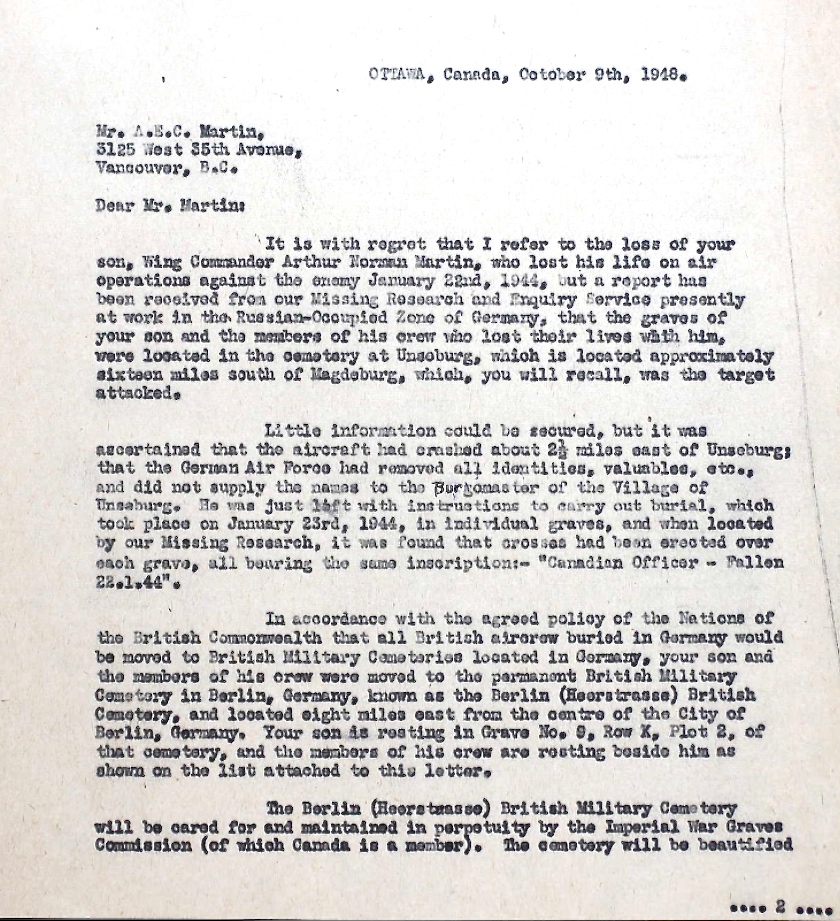 OTTAWA, Canada, October 9th, 1948.
Mr. A.E.C. Martin,
3125 West 35th Avenue,
Vancouver, B.C.
Dear Mr. Martin:
It is with regret that I refer to the loss of your
son, Wing Commander Arthur Norman Martin, who lost his life on air
operations against the enemy January 22nd, 1944, but a report has
been received from our Missing Research and Enquiry Service presently
at work in the Russian-Occupied Zone of Germany, that the graves of
your son and the members of his crew who lost their lives with him,
were located in the cemetery at Unseburg, which is located approximately
sixteen miles south of Magdeburg, which, you will recall, was the target
attacked.
Little information could be secured, but it was
ascertained that the aircraft had crashed about 2½ miles east of Unseburg;
that the German Air Force had removed all identities, valuables, etc.,
and did not supply the names to the Burgomaster of the Village of
Unseburg. He was just left with instructions to carry out burial, which
took place on January 23rd, 1944, in individual graves, and when located
by our Missing Research, it was found that crosses had been erected over
each grave, all bearing the same inscription:- "Canadian Officer - Fallen
22.1.44".
In accordance with the agreed policy of the Nations of
the British Commonwealth that all British aircrew buried in Germany would
be moved to British Military Cemeteries located in Germany, your son and
the members of his crew were moved to the permanent British Military
Cemetery in Berlin, Germany, known as the Berlin (Heerstrasse) British
Cemetery, and located eight miles east from the centre of the City of
Berlin, Germany. Your son is resting in Grave No. 9, Row K, Plot 2, of
that cemetery, and the members of his crew are resting beside him as
shown on the list attached to this letter.
The Berlin (Heerstrasse) British Military Cemetery
will be cared for and maintained in perpetuity by the Imperial War Graves
Commission (of which Canada is a member). The cemetery will be beautified
.... 2 ....